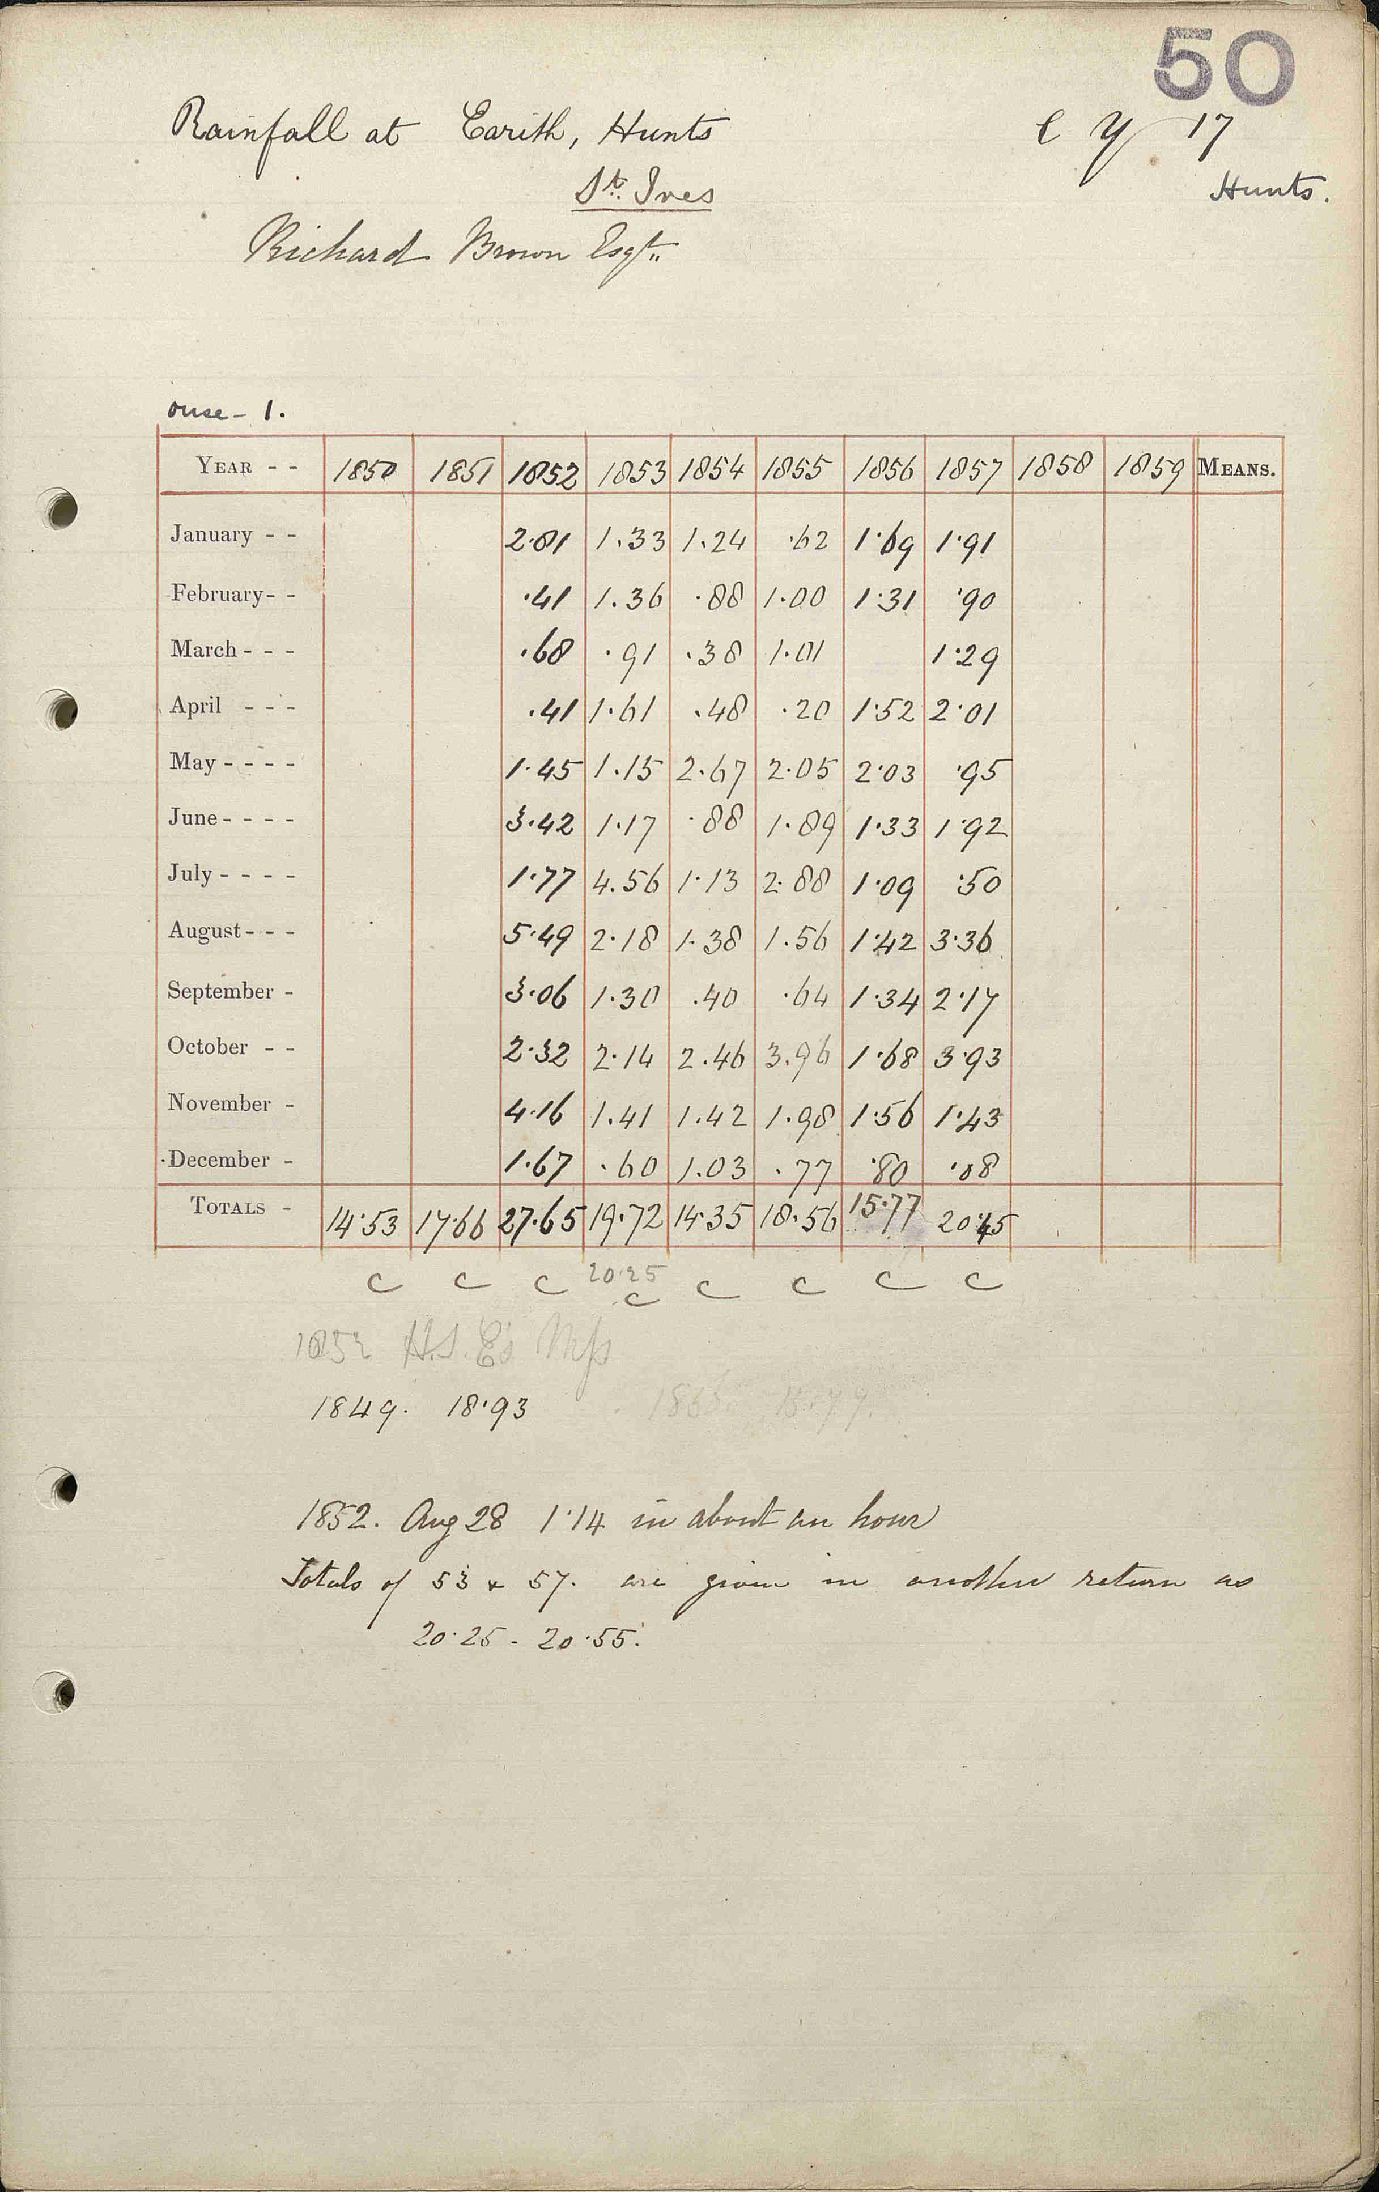 50
Rainfall at Earith, Hunts
St. Ives
17
Hunts.
Richard Brown Esqre
Ouse - 1.
YEAR - - 1850 1851 1852 1853 1854 1855 1856 1857 1858 1859 MEANS.
January - - 2.81 1.33 1.24 .62 1.69 1.91
February - - .41 1.36 .88 1.00 1.31 .90
March - - - .68 .91 .38 1.01 1.29
April - - - .41 1.61 .48 .20 1.52 2.01
May - - - - 1.45 1.15 2.67 2.05 2.03 .95
June - - - - 3.42 1.17 .88 1.89 1.33 1.92
July - - - - 1.77 4.56 1.13 2.88 1.09 .50
August - - - 5.49 2.18 1.38 1.56 1.42 3.36
September - 3.06 1.30 .40 .64 1.34 2.17
October - - 2.32 2.14 2.46 3.96 1.68 3.93
November - 4.16 1.41 1.42 1.98 1.56 1.43
December - 1.67 .60 1.03 .77 .80 .08
TOTALS - 14.53 17.66 27.65 19.72 14.35 18.56 15.77 20.45
20.25
C C C C C C C C
1852 H.S. E's Mss
1849. 18.93
1852. Aug 28 1.14 in about an hour
Totals of 53 & 57. are given in another return as
20.25 - 20.55.